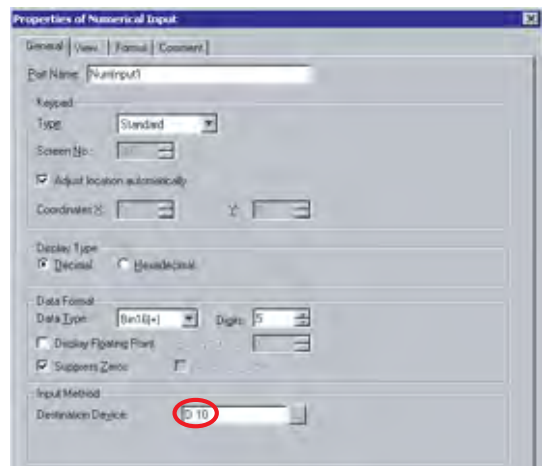 Properties of Numerical Input
General View Format Comment
Part Name: NumInput1
Keypad
Type: Standard
Screen No.:
Adjust location automatically
Coordinates X: Y:
Display Type
Decimal Hexadecimal
Data Format
Data Type: Bin16(+) Digits: 5
Display Floating Point
Suppress Zeros
Input Method
Destination Device: D 10